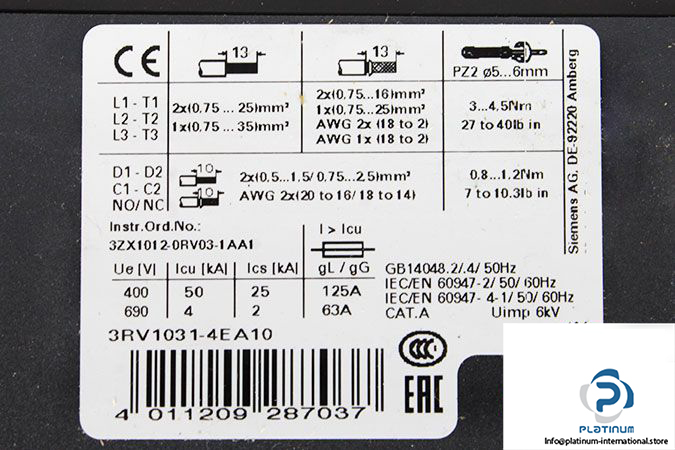 CE
13
13
PZ2 ø5...6mm
L1 - T1
L2 - T2
L3 - T3
2x(0.75 ... 25)mm²
1x(0.75 ... 35)mm²
2x(0.75...16)mm²
1x(0.75...25)mm²
AWG 2x (18 to 2)
AWG 1x (18 to 2)
3...4.5Nm
27 to 40lb in
D1 - D2
C1 - C2
NO/NC
10
10
2x(0.5...1.5/0.75...2.5)mm²
AWG 2x(20 to 16/18 to 14)
0.8...1.2Nm
7 to 10.3lb in
Siemens AG, DE-92220 Amberg
Instr.Ord.No.:
3ZX1012-0RV03-1AA1
I > Icu
Ue [V] Icu [kA] Ics [kA] gL / gG
400 50 25 125A
690 4 2 63A
GB14048.2/.4/ 50Hz
IEC/EN 60947-2/ 50/ 60Hz
IEC/EN 60947-4-1/ 50/ 60Hz
CAT.A Uimp 6kV
3RV1031-4EA10
CCC
EAC
4 011209 287037
P
PLATINUM
info@platinum-international.store